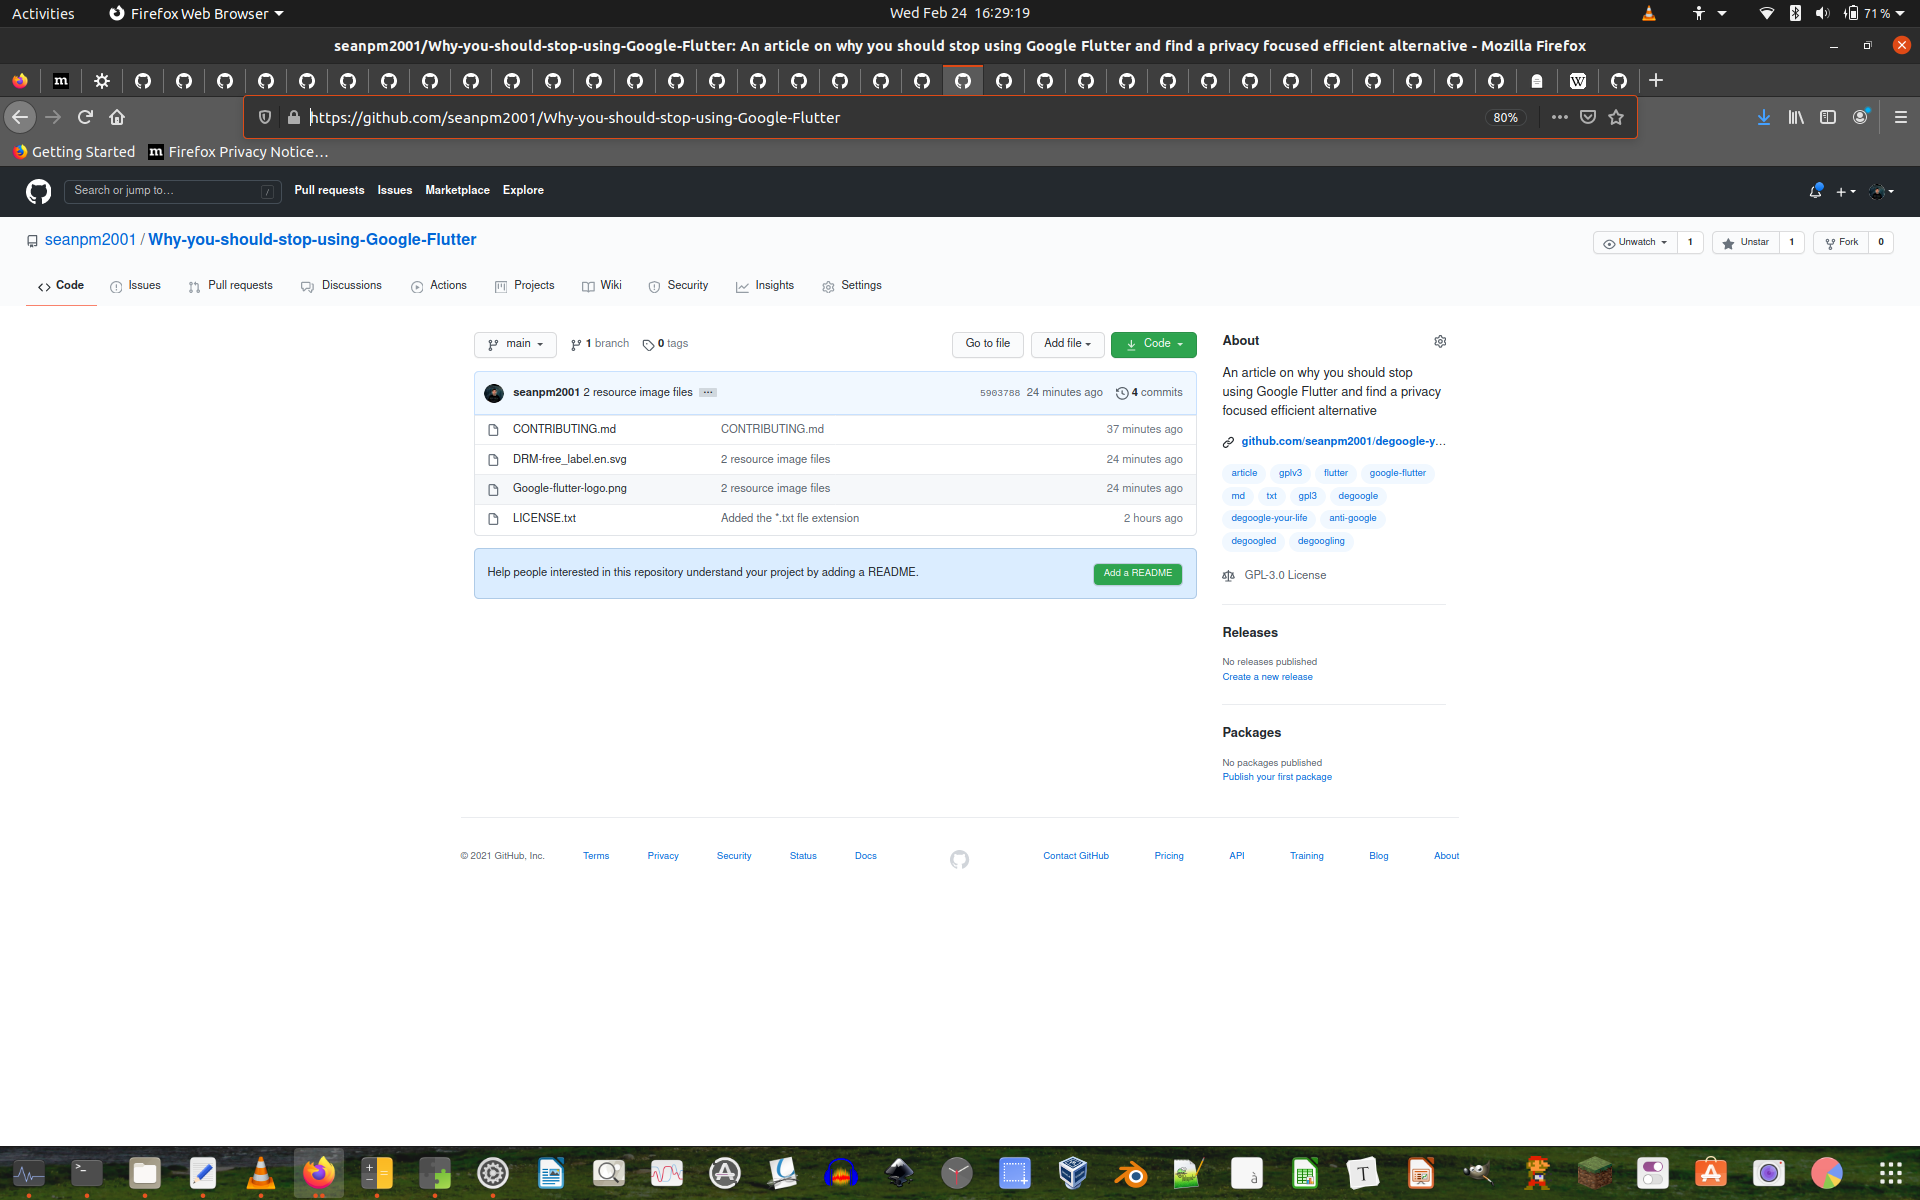 Activities
Firefox Web Browser
Wed Feb 24  16:29:19
71 %
seanpm2001/Why-you-should-stop-using-Google-Flutter: An article on why you should stop using Google Flutter and find a privacy focused efficient alternative - Mozilla Firefox
https://github.com/seanpm2001/Why-you-should-stop-using-Google-Flutter
80%
Getting Started
Firefox Privacy Notice…
Search or jump to…
/
Pull requests
Issues
Marketplace
Explore
seanpm2001 / Why-you-should-stop-using-Google-Flutter
Unwatch
1
Unstar
1
Fork
0
Code
Issues
Pull requests
Discussions
Actions
Projects
Wiki
Security
Insights
Settings
main
1 branch
0 tags
Go to file
Add file
Code
seanpm2001 2 resource image files
5903788
24 minutes ago
4 commits
CONTRIBUTING.md
CONTRIBUTING.md
37 minutes ago
DRM-free_label.en.svg
2 resource image files
24 minutes ago
Google-flutter-logo.png
2 resource image files
24 minutes ago
LICENSE.txt
Added the *.txt fle extension
2 hours ago
Help people interested in this repository understand your project by adding a README.
Add a README
About
An article on why you should stop
using Google Flutter and find a privacy
focused efficient alternative
github.com/seanpm2001/degoogle-y…
article
gplv3
flutter
google-flutter
md
txt
gpl3
degoogle
degoogle-your-life
anti-google
degoogled
degoogling
GPL-3.0 License
Releases
No releases published
Create a new release
Packages
No packages published
Publish your first package
© 2021 GitHub, Inc.
Terms
Privacy
Security
Status
Docs
Contact GitHub
Pricing
API
Training
Blog
About